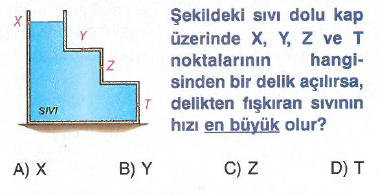 X
Y
Z
T
SIVI
Şekildeki sıvı dolu kap
üzerinde X, Y, Z ve T
noktalarının hangi-
sinden bir delik açılırsa,
delikten fışkıran sıvının
hızı en büyük olur?
A) X B) Y C) Z D) T